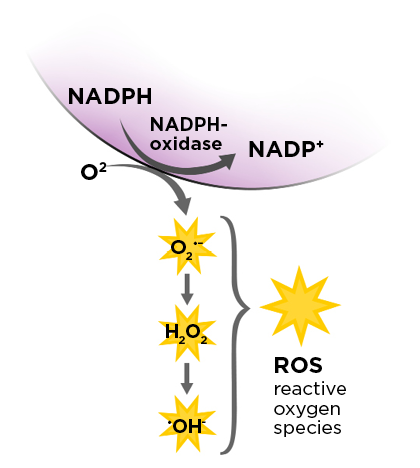 NADPH
NADPH-
oxidase
NADP⁺
O²
O₂•⁻
H₂O₂
•OH⁻
ROS
reactive
oxygen
species